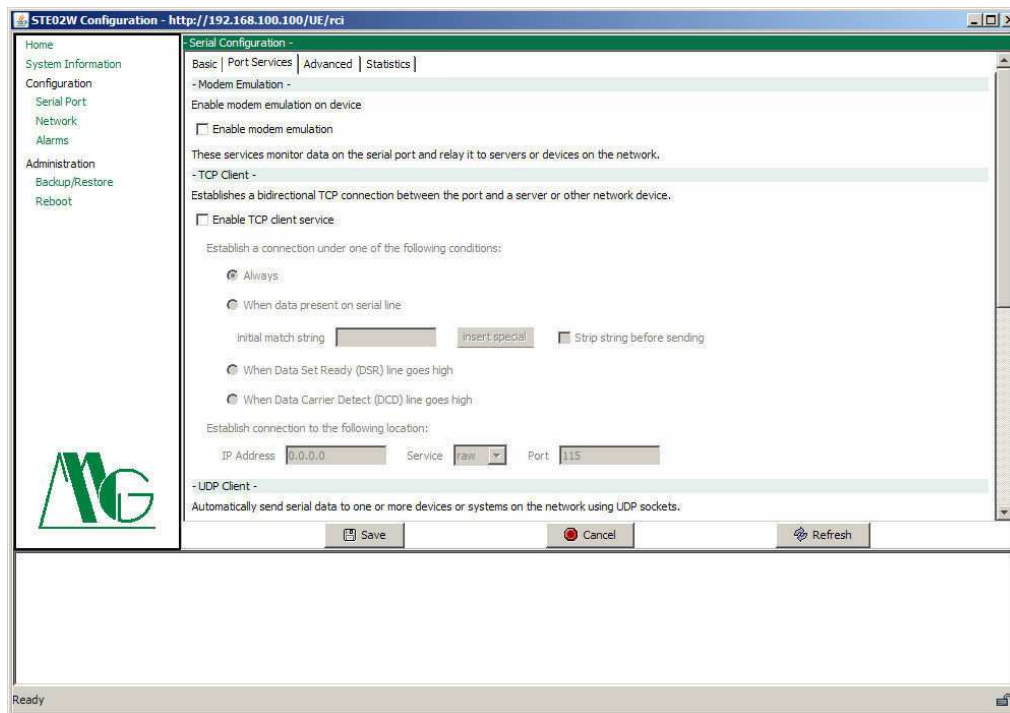 STE02W Configuration - http://192.168.100.100/UE/rci
Home
System Information
Configuration
Serial Port
Network
Alarms
Administration
Backup/Restore
Reboot
MG
- Serial Configuration -
Basic | Port Services | Advanced | Statistics |
- Modem Emulation -
Enable modem emulation on device
Enable modem emulation
These services monitor data on the serial port and relay it to servers or devices on the network.
- TCP Client -
Establishes a bidirectional TCP connection between the port and a server or other network device.
Enable TCP client service
Establish a connection under one of the following conditions:
Always
When data present on serial line
initial match string insert special Strip string before sending
When Data Set Ready (DSR) line goes high
When Data Carrier Detect (DCD) line goes high
Establish connection to the following location:
IP Address 0.0.0.0 Service raw Port 115
- UDP Client -
Automatically send serial data to one or more devices or systems on the network using UDP sockets.
Save Cancel Refresh
Ready